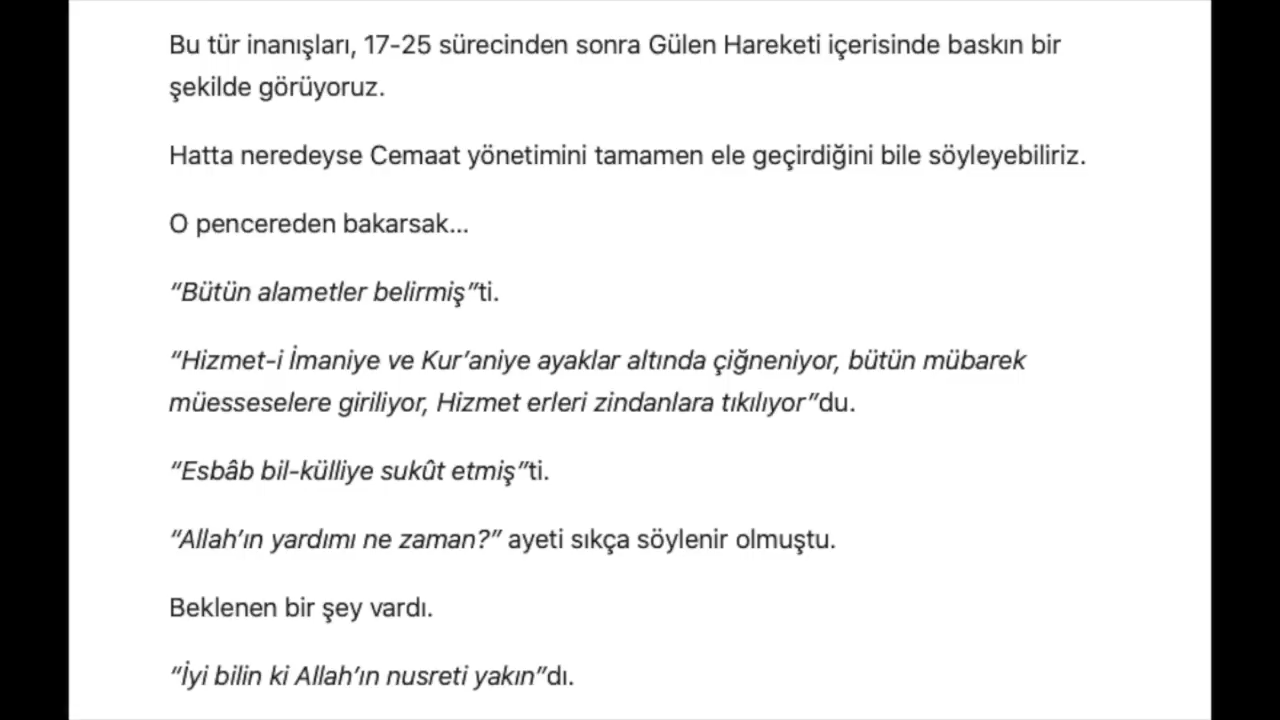 Bu tür inanışları, 17-25 sürecinden sonra Gülen Hareketi içerisinde baskın bir
şekilde görüyoruz.
Hatta neredeyse Cemaat yönetimini tamamen ele geçirdiğini bile söyleyebiliriz.
O pencereden bakarsak...
“Bütün alametler belirmiş”ti.
“Hizmet-i İmaniye ve Kur’aniye ayaklar altında çiğneniyor, bütün mübarek
müesseselere giriliyor, Hizmet erleri zindanlara tıkılıyor”du.
“Esbâb bil-külliye sukût etmiş”ti.
“Allah’ın yardımı ne zaman?” ayeti sıkça söylenir olmuştu.
Beklenen bir şey vardı.
“İyi bilin ki Allah’ın nusreti yakın”dı.